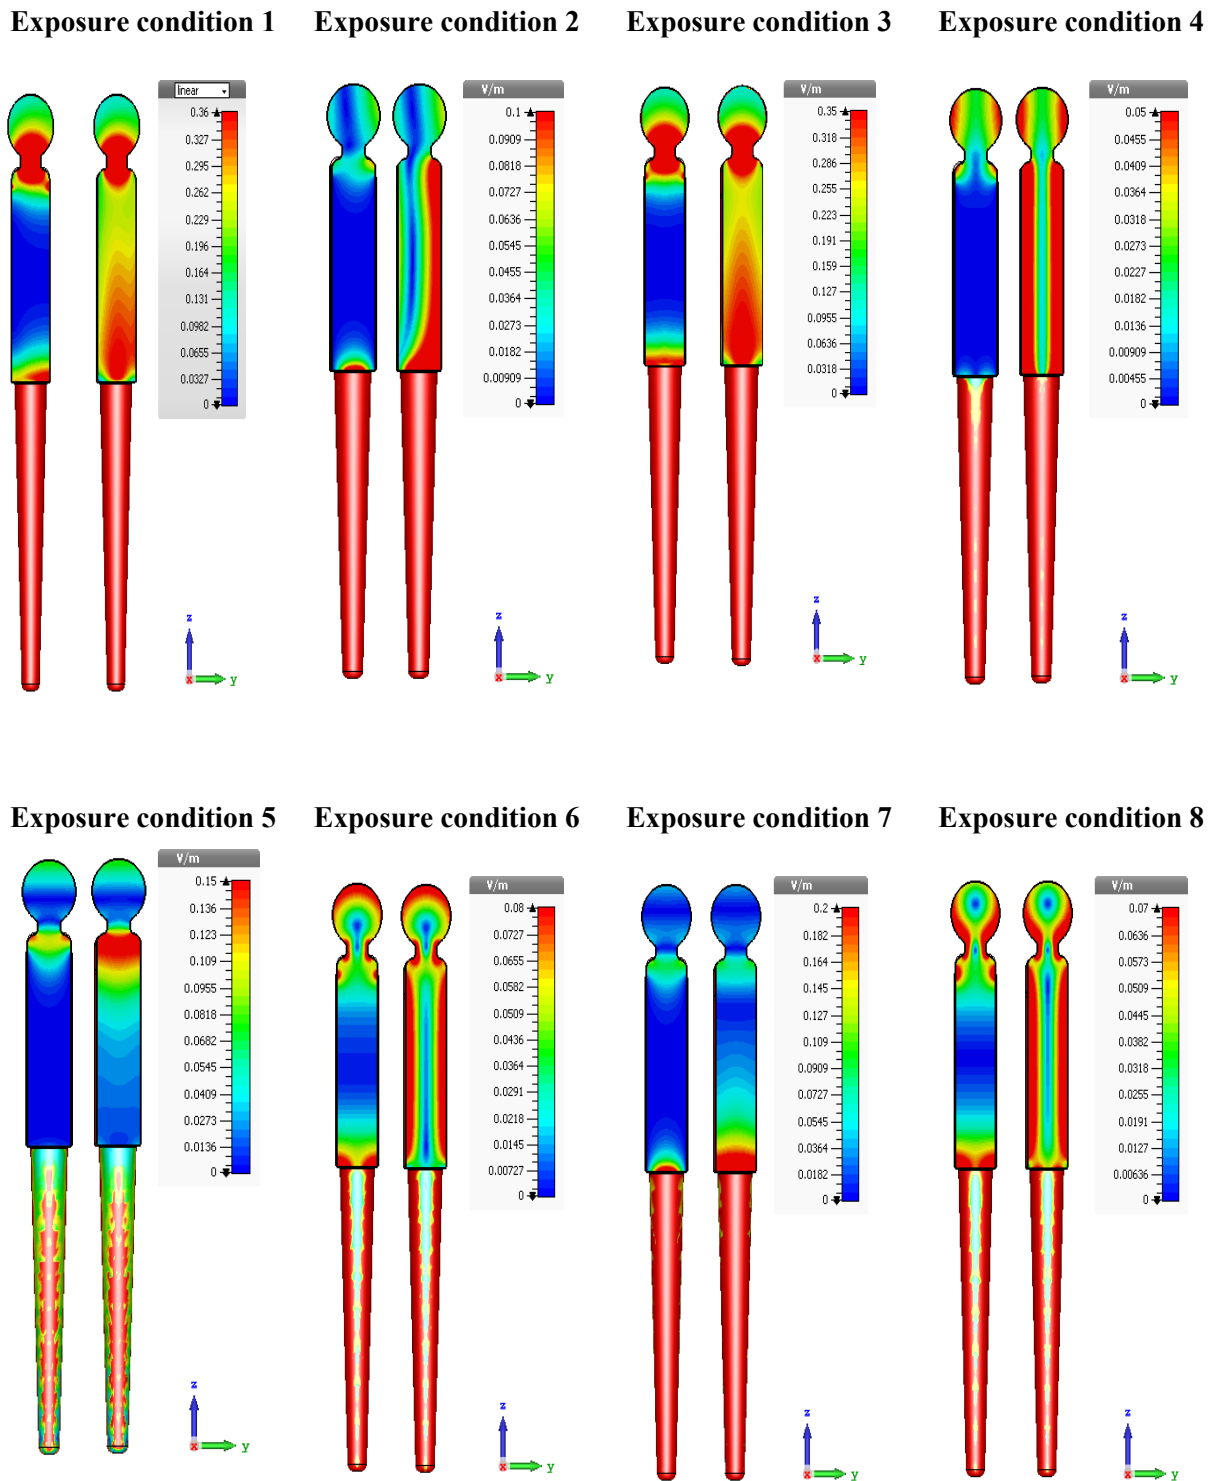 Exposure condition 1
Exposure condition 2
Exposure condition 3
Exposure condition 4
linear
0.36
0.327
0.295
0.262
0.229
0.196
0.164
0.131
0.0982
0.0655
0.0327
0
z
x
y
V/m
0.1
0.0909
0.0818
0.0727
0.0636
0.0545
0.0455
0.0364
0.0273
0.0182
0.00909
0
z
x
y
V/m
0.35
0.318
0.286
0.255
0.223
0.191
0.159
0.127
0.0955
0.0636
0.0318
0
z
x
y
V/m
0.05
0.0455
0.0409
0.0364
0.0318
0.0273
0.0227
0.0182
0.0136
0.00909
0.00455
0
z
x
y
Exposure condition 5
Exposure condition 6
Exposure condition 7
Exposure condition 8
V/m
0.15
0.136
0.123
0.109
0.0955
0.0818
0.0682
0.0545
0.0409
0.0273
0.0136
0
z
x
y
V/m
0.08
0.0727
0.0655
0.0582
0.0509
0.0436
0.0364
0.0291
0.0218
0.0145
0.00727
0
z
x
y
V/m
0.2
0.182
0.164
0.145
0.127
0.109
0.0909
0.0727
0.0545
0.0364
0.0182
0
z
x
y
V/m
0.07
0.0636
0.0573
0.0509
0.0445
0.0382
0.0318
0.0255
0.0191
0.0127
0.00636
0
z
x
y